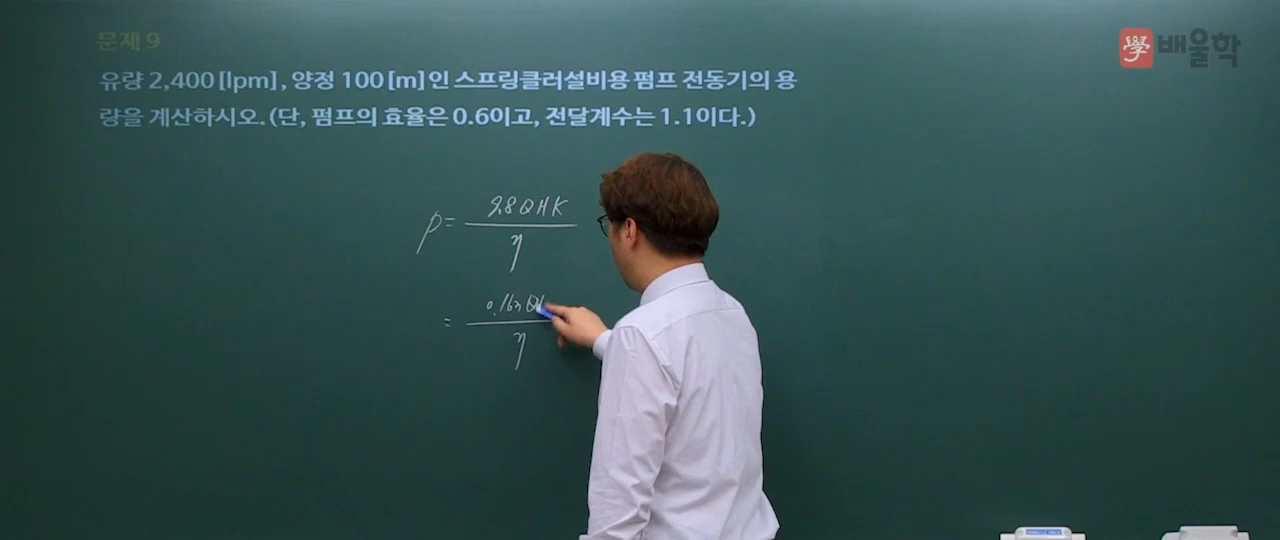 문제 9
學 배울학
유량 2,400[lpm], 양정 100[m]인 스프링클러설비용 펌프 전동기의 용
량을 계산하시오.(단, 펌프의 효율은 0.6이고, 전달계수는 1.1이다.)
P = 9.8QHK / η
= 0.163QH / η